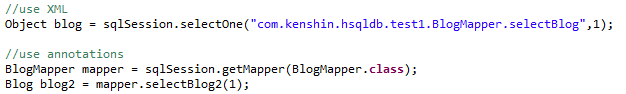 //use XML
Object blog = sqlSession.selectOne("com.kenshin.hsqldb.test1.BlogMapper.selectBlog",1);
//use annotations
BlogMapper mapper = sqlSession.getMapper(BlogMapper.class);
Blog blog2 = mapper.selectBlog2(1);